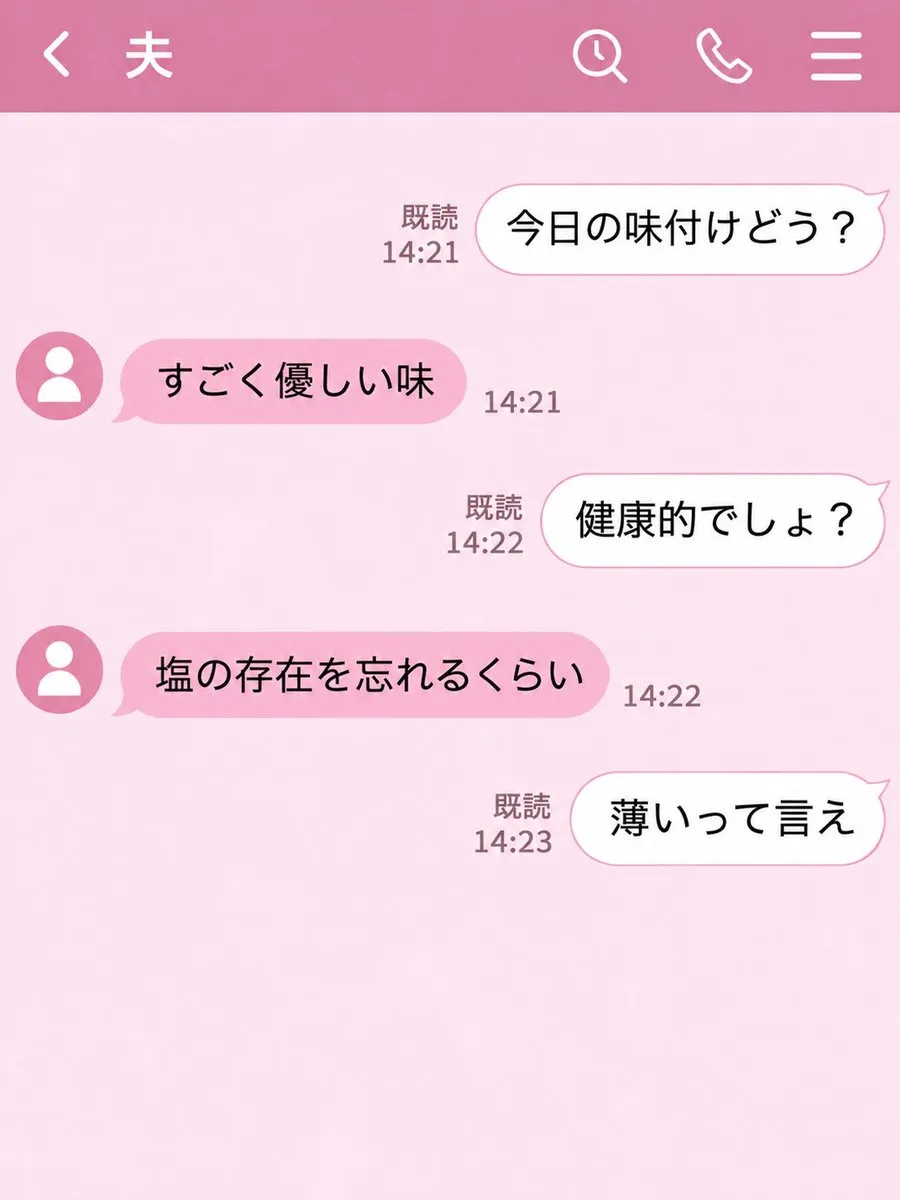 夫
今日の味付けどう？
既読
14:21
すごく優しい味
14:21
健康的でしょ？
既読
14:22
塩の存在を忘れるくらい
14:22
薄いって言え
既読
14:23